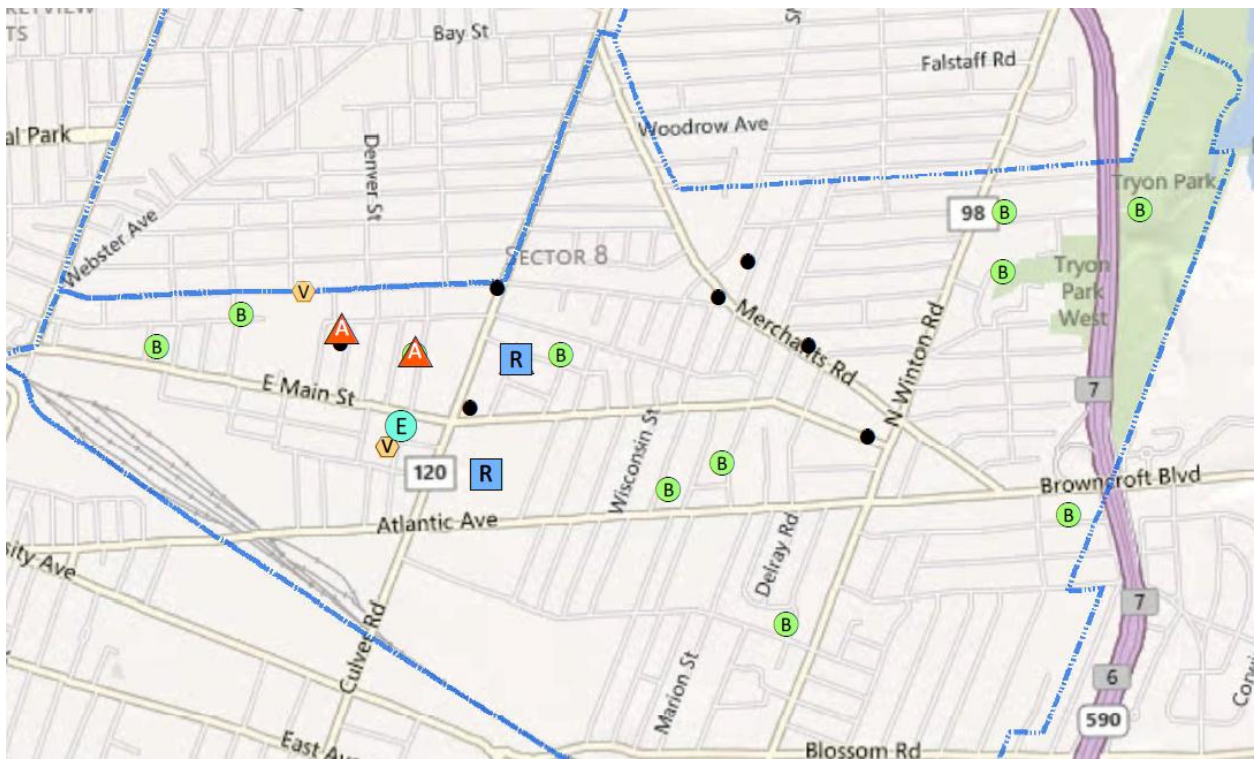 Bay St
Falstaff Rd
Woodrow Ave
al Park
Denver St
Tryon Park
B
98
B
Webster Ave
SECTOR 8
B
Tryon
Park
West
V
B
A
B
A
R
B
Merchants Rd
N Winton Rd
E Main St
7
E
V
Wisconsin St
120
R
B
B
Browncroft Blvd
Atlantic Ave
B
sity Ave
Delray Rd
7
B
Culver Rd
Marion St
6
590
East Av
Blossom Rd